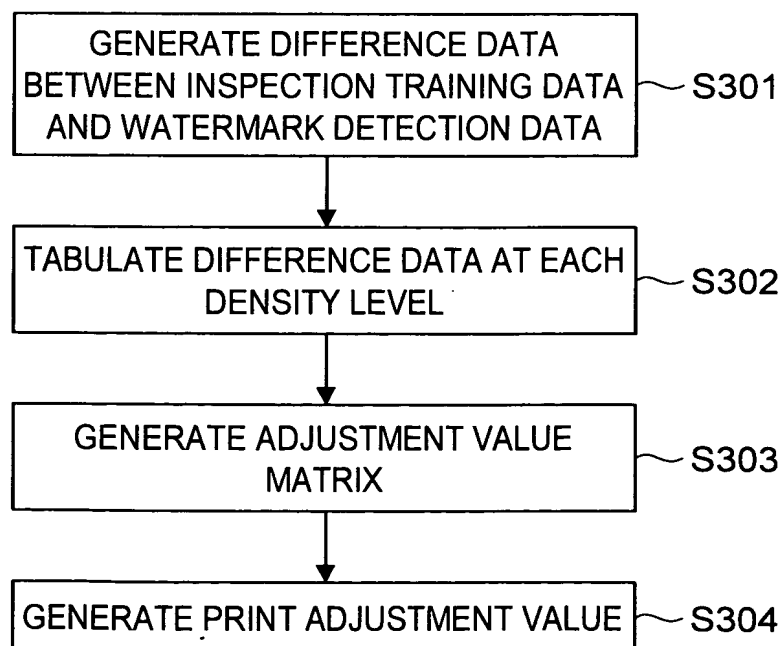 GENERATE DIFFERENCE DATA
BETWEEN INSPECTION TRAINING DATA
AND WATERMARK DETECTION DATA
S301
TABULATE DIFFERENCE DATA AT EACH
DENSITY LEVEL
S302
GENERATE ADJUSTMENT VALUE
MATRIX
S303
GENERATE PRINT ADJUSTMENT VALUE
S304